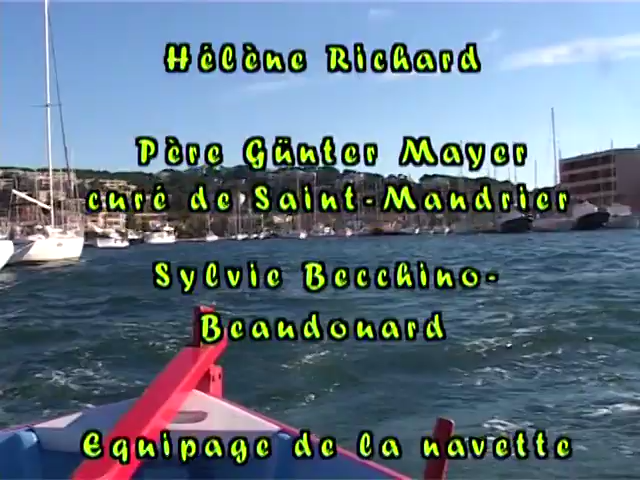 Hélène Richard
Père Günter Mayer
curé de Saint-Mandrier
Sylvie Becchino-
Beaudouard
Equipage de la navette